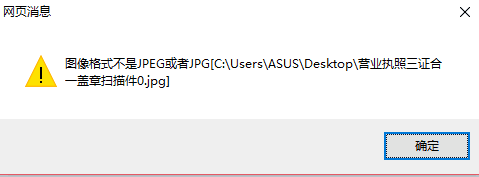 网页消息
图像格式不是JPEG或者JPG[C:\Users\ASUS\Desktop\营业执照三证合
一盖章扫描件0.jpg]
确定